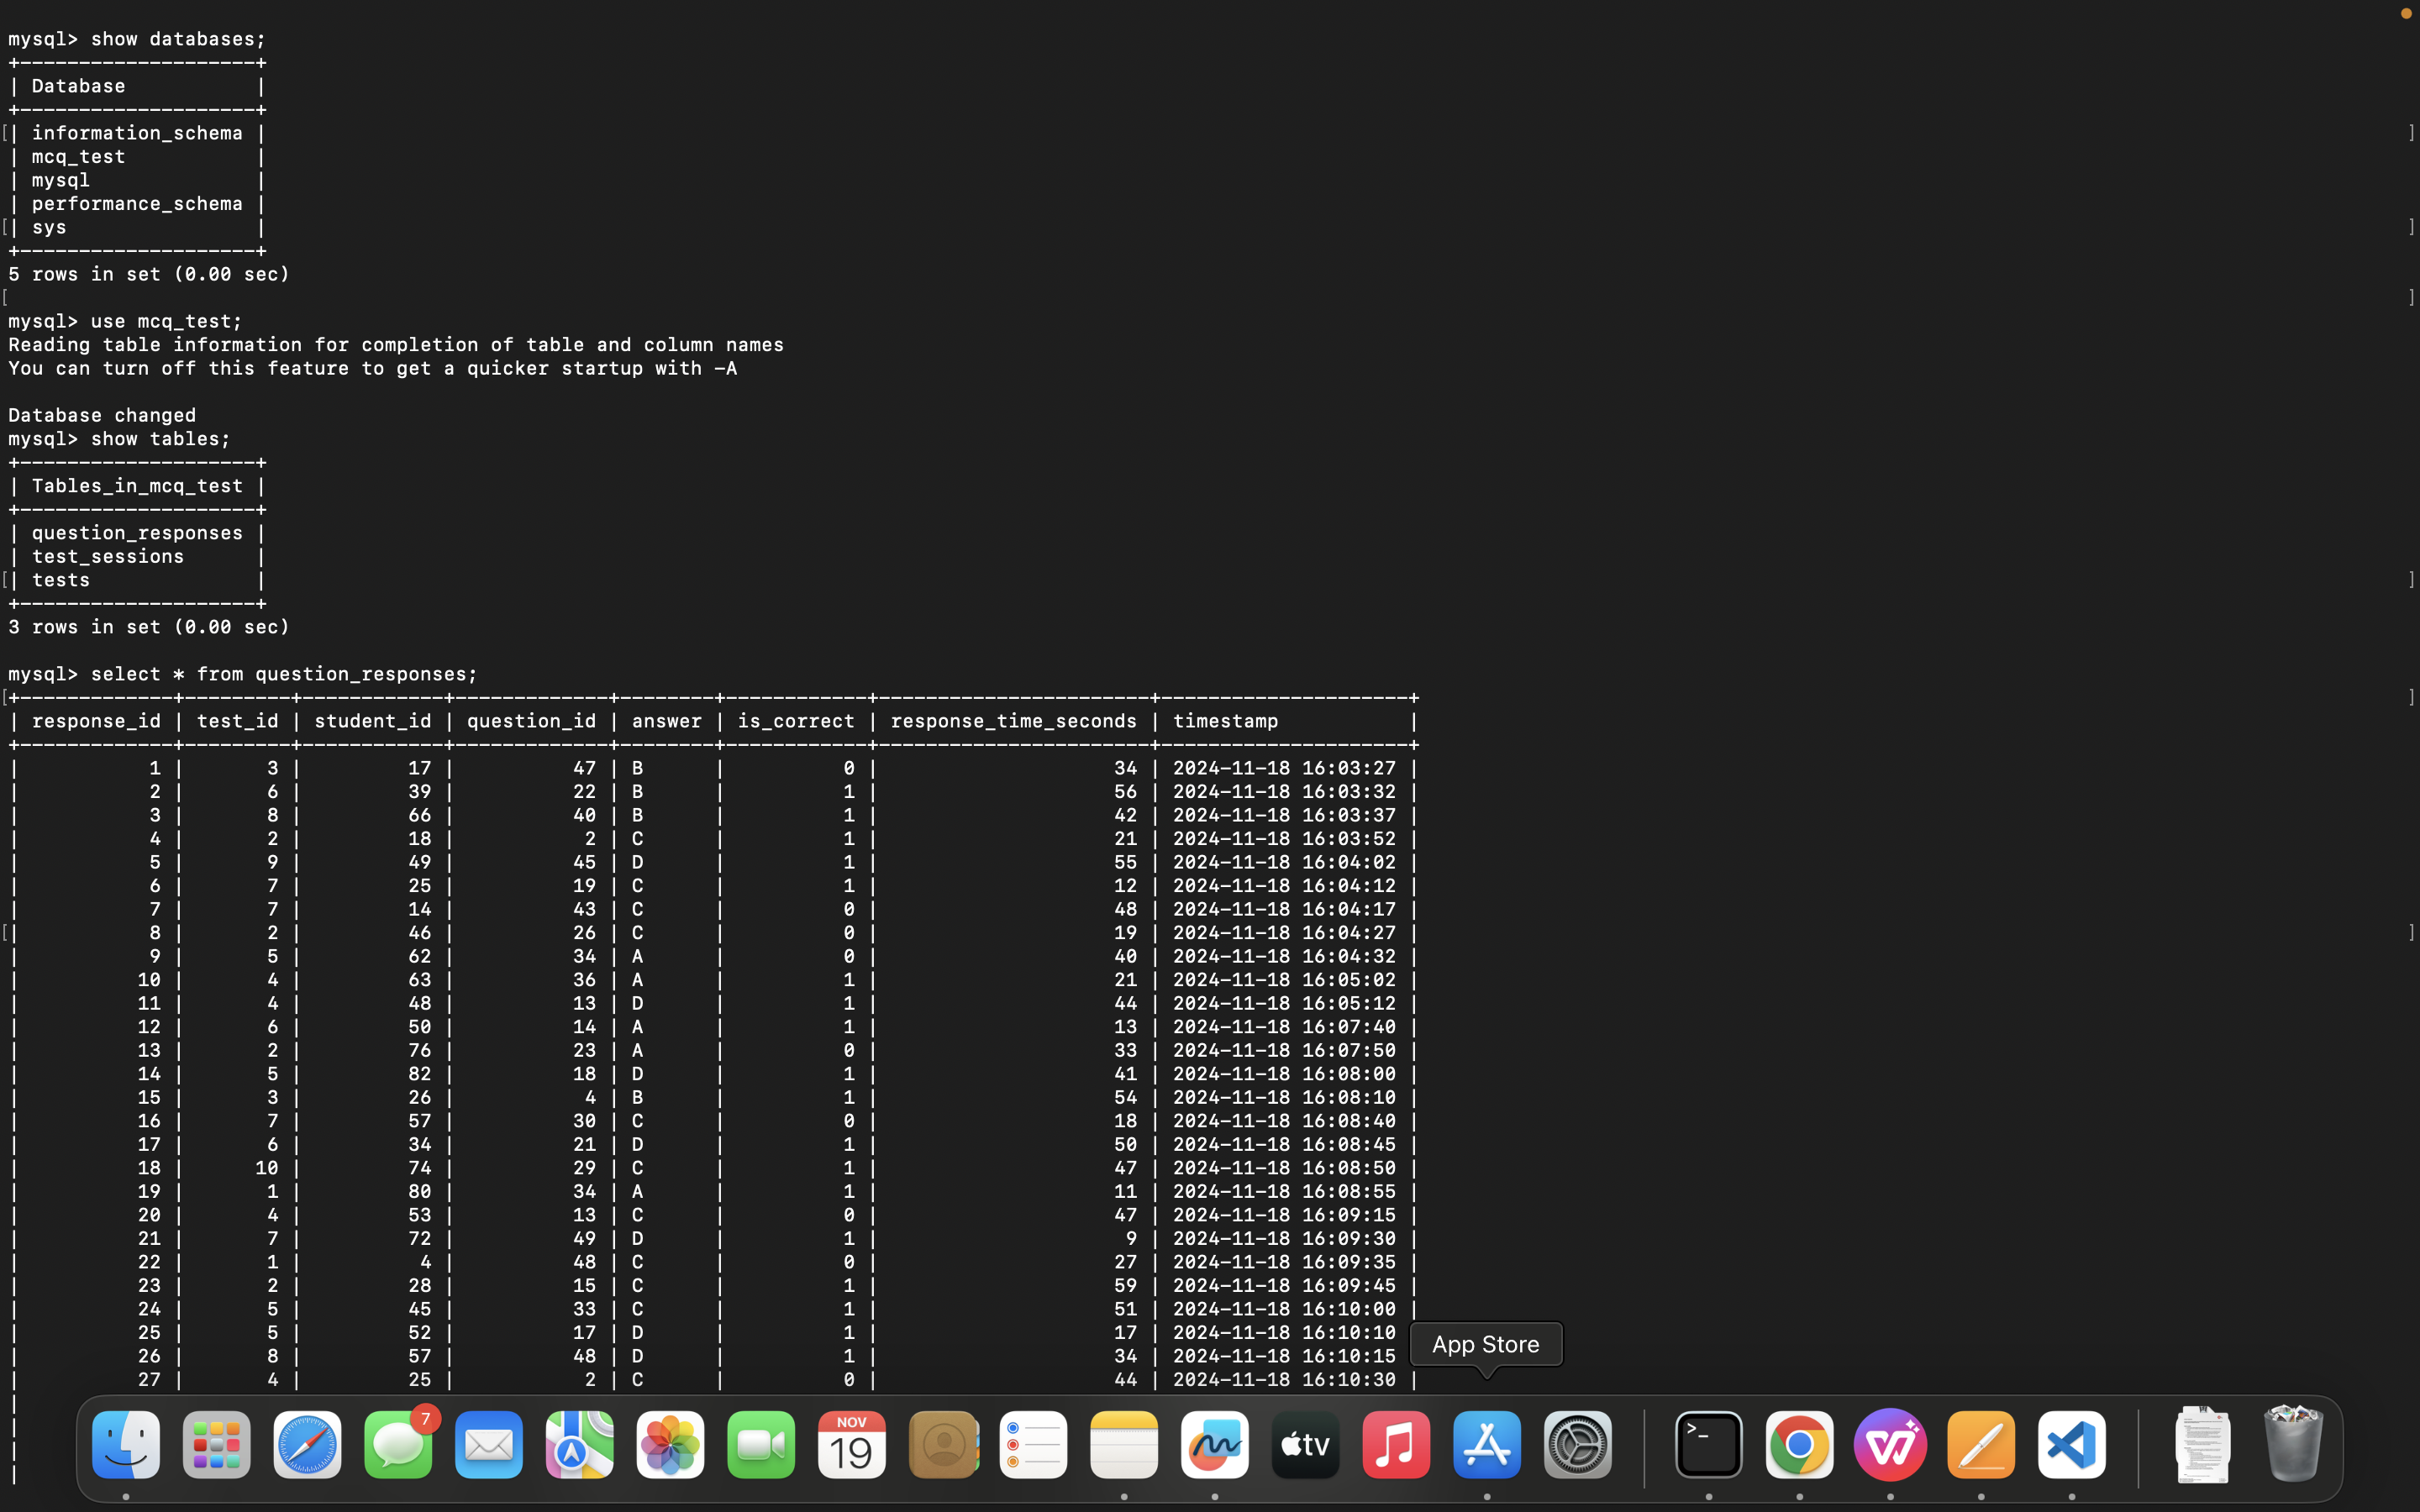 mysql> show databases;
+--------------------+
| Database           |
+--------------------+
| information_schema |
| mcq_test           |
| mysql              |
| performance_schema |
| sys                |
+--------------------+
5 rows in set (0.00 sec)
mysql> use mcq_test;
Reading table information for completion of table and column names
You can turn off this feature to get a quicker startup with -A
Database changed
mysql> show tables;
+--------------------+
| Tables_in_mcq_test |
+--------------------+
| question_responses |
| test_sessions      |
| tests              |
+--------------------+
3 rows in set (0.00 sec)
mysql> select * from question_responses;
+-------------+---------+------------+-------------+--------+------------+-----------------------+---------------------+
| response_id | test_id | student_id | question_id | answer | is_correct | response_time_seconds | timestamp           |
+-------------+---------+------------+-------------+--------+------------+-----------------------+---------------------+
| 1 | 3 | 17 | 47 | B | 0 | 34 | 2024-11-18 16:03:27 |
| 2 | 6 | 39 | 22 | B | 1 | 56 | 2024-11-18 16:03:32 |
| 3 | 8 | 66 | 40 | B | 1 | 42 | 2024-11-18 16:03:37 |
| 4 | 2 | 18 | 2 | C | 1 | 21 | 2024-11-18 16:03:52 |
| 5 | 9 | 49 | 45 | D | 1 | 55 | 2024-11-18 16:04:02 |
| 6 | 7 | 25 | 19 | C | 1 | 12 | 2024-11-18 16:04:12 |
| 7 | 7 | 14 | 43 | C | 0 | 48 | 2024-11-18 16:04:17 |
| 8 | 2 | 46 | 26 | C | 0 | 19 | 2024-11-18 16:04:27 |
| 9 | 5 | 62 | 34 | A | 0 | 40 | 2024-11-18 16:04:32 |
| 10 | 4 | 63 | 36 | A | 1 | 21 | 2024-11-18 16:05:02 |
| 11 | 4 | 48 | 13 | D | 1 | 44 | 2024-11-18 16:05:12 |
| 12 | 6 | 50 | 14 | A | 1 | 13 | 2024-11-18 16:07:40 |
| 13 | 2 | 76 | 23 | A | 0 | 33 | 2024-11-18 16:07:50 |
| 14 | 5 | 82 | 18 | D | 1 | 41 | 2024-11-18 16:08:00 |
| 15 | 3 | 26 | 4 | B | 1 | 54 | 2024-11-18 16:08:10 |
| 16 | 7 | 57 | 30 | C | 0 | 18 | 2024-11-18 16:08:40 |
| 17 | 6 | 34 | 21 | D | 1 | 50 | 2024-11-18 16:08:45 |
| 18 | 10 | 74 | 29 | C | 1 | 47 | 2024-11-18 16:08:50 |
| 19 | 1 | 80 | 34 | A | 1 | 11 | 2024-11-18 16:08:55 |
| 20 | 4 | 53 | 13 | C | 0 | 47 | 2024-11-18 16:09:15 |
| 21 | 7 | 72 | 49 | D | 1 | 9 | 2024-11-18 16:09:30 |
| 22 | 1 | 4 | 48 | C | 0 | 27 | 2024-11-18 16:09:35 |
| 23 | 2 | 28 | 15 | C | 1 | 59 | 2024-11-18 16:09:45 |
| 24 | 5 | 45 | 33 | C | 1 | 51 | 2024-11-18 16:10:00 |
| 25 | 5 | 52 | 17 | D | 1 | 17 | 2024-11-18 16:10:10 |
| 26 | 8 | 57 | 48 | D | 1 | 34 | 2024-11-18 16:10:15 |
| 27 | 4 | 25 | 2 | C | 0 | 44 | 2024-11-18 16:10:30 |
App Store
7
NOV
19
tv
>_